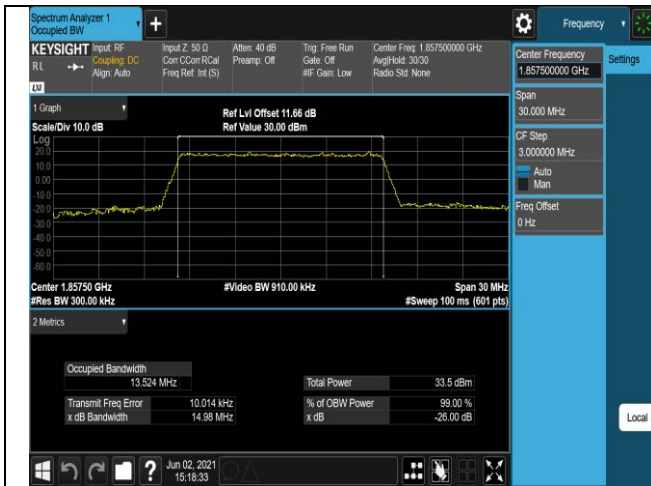 Spectrum Analyzer 1
Occupied BW
Frequency
KEYSIGHT
RL
LXI
Input: RF
Coupling: DC
Align: Auto
Input Z: 50 Ω
Corr CCorr RCal
Freq Ref: Int (S)
Atten: 40 dB
Preamp: Off
Trig: Free Run
Gate: Off
#IF Gain: Low
Center Freq: 1.857500000 GHz
Avg|Hold: 30/30
Radio Std: None
Center Frequency
1.857500000 GHz
Settings
Span
30.000 MHz
CF Step
3.000000 MHz
Auto
Man
Freq Offset
0 Hz
Local
1 Graph
Scale/Div 10.0 dB
Ref Lvl Offset 11.66 dB
Ref Value 30.00 dBm
Log
20.0
10.0
0.00
-10.0
-20.0
-30.0
-40.0
-50.0
-60.0
Center 1.85750 GHz
#Video BW 910.00 kHz
Span 30 MHz
#Res BW 300.00 kHz
#Sweep 100 ms (601 pts)
2 Metrics
Occupied Bandwidth
13.524 MHz
Total Power 33.5 dBm
Transmit Freq Error 10.014 kHz
% of OBW Power 99.00 %
x dB Bandwidth 14.98 MHz
x dB -26.00 dB
?
Jun 02, 2021
15:18:33